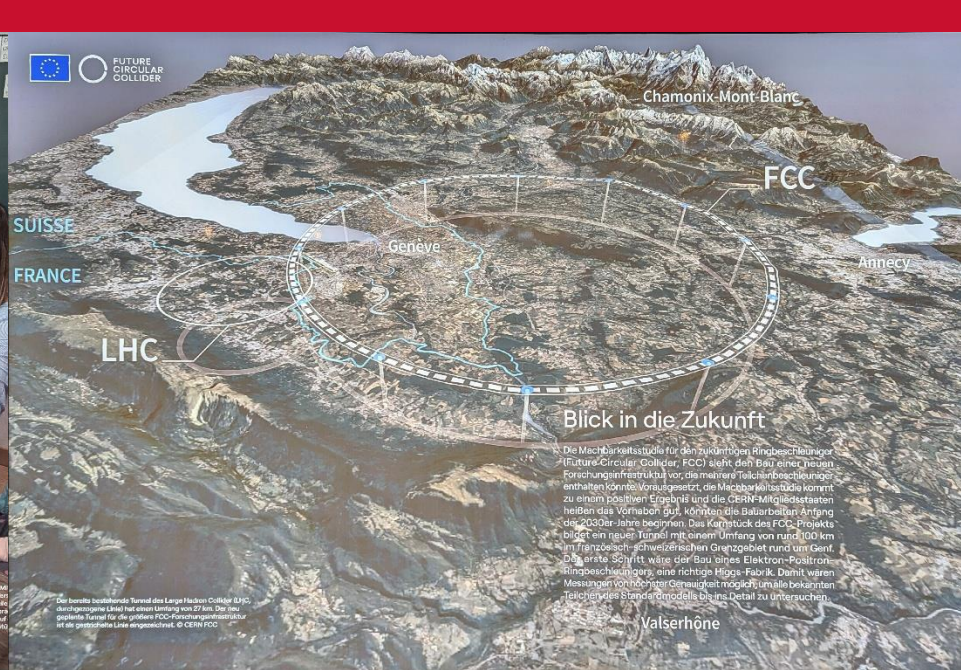 FUTURE
CIRCULAR
COLLIDER
Chamonix-Mont-Blanc
FCC
SUISSE
Genève
Annecy
FRANCE
LHC
Blick in die Zukunft
Die Machbarkeitsstudie für den zukünftigen Ringbeschleuniger
(Future Circular Collider, FCC) sieht den Bau einer neuen
Forschungsinfrastruktur vor, die mehrere Teilchenbeschleuniger
enthalten könnte. Vorausgesetzt, die Machbarkeitsstudie kommt
zu einem positiven Ergebnis und die CERN-Mitgliedsstaaten
heißen das Vorhaben gut, könnten die Bauarbeiten Anfang
der 2030er-Jahre beginnen. Das Kernstück des FCC-Projekts
bildet ein neuer Tunnel mit einem Umfang von rund 100 km
im französisch-schweizerischen Grenzgebiet rund um Genf.
Der erste Schritt wäre der Bau eines Elektron-Positron-
Ringbeschleunigers, eine richtige Higgs-Fabrik. Damit wären
Messungen von höchster Genauigkeit möglich, um alle bekannten
Teilchen des Standardmodells bis ins Detail zu untersuchen.
Der bereits bestehende Tunnel des Large Hadron Collider (LHC,
durchgezogene Linie) hat einen Umfang von 27 km. Der neu
geplante Tunnel für die größere FCC-Forschungsinfrastruktur
ist als gestrichelte Linie eingezeichnet. © CERN FCC
Valserhône